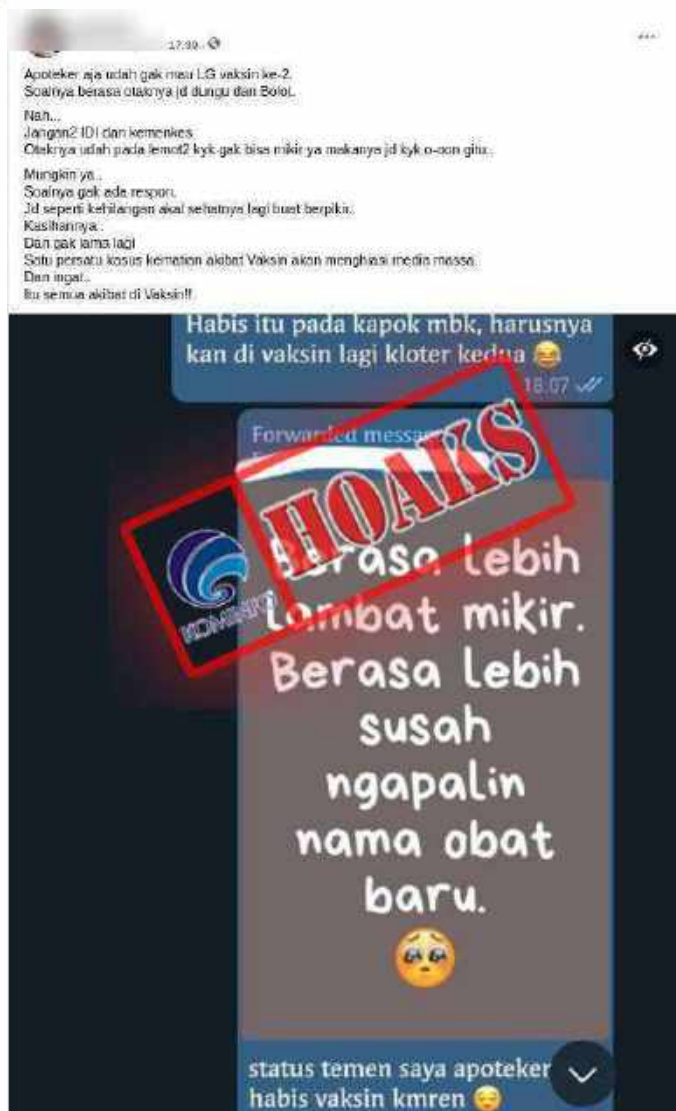 17.90
Apoteker aja udah gak mau LG vaksin ke-2.
Soalnya berasa otaknya jd dungu dan Bolot.
Nah...
Jangan2 IDI dan kemenkes
Otaknya udah pada lemot2 kyk gak bisa mikir ya makanya jd kyk o-oon gitu..
Mungkin ya..
Soalnya gak ada respon.
Jd seperti kehilangan akal sehatnya lagi buat berpikir..
Kasihannya..
Dan gak lama lagi
Satu persatu kasus kematian akibat Vaksin akan menghiasi media massa.
Dan ingat..
Itu semua akibat di Vaksin!!
Habis itu pada kapok mbk, harusnya
kan di vaksin lagi kloter kedua 😂
18.07
Forwarded message
HOAKS
KOMINFO
Berasa lebih
lambat mikir.
Berasa lebih
susah
ngapalin
nama obat
baru.
🥺
status temen saya apoteker
habis vaksin kmren 😔